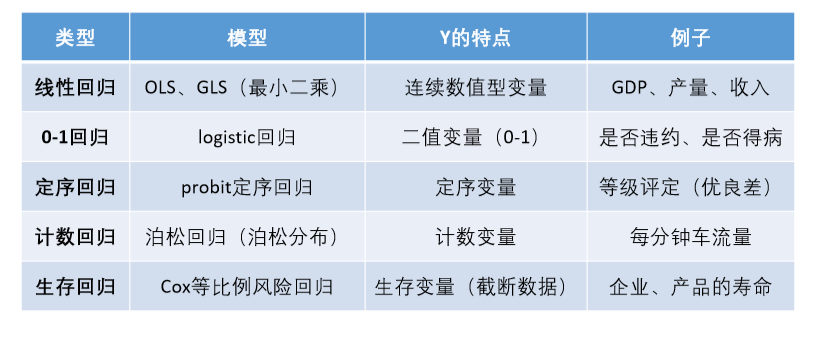 类型 模型 Y的特点 例子
线性回归 OLS、GLS（最小二乘） 连续数值型变量 GDP、产量、收入
0-1回归 logistic回归 二值变量（0-1） 是否违约、是否得病
定序回归 probit定序回归 定序变量 等级评定（优良差）
计数回归 泊松回归（泊松分布） 计数变量 每分钟车流量
生存回归 Cox等比例风险回归 生存变量（截断数据） 企业、产品的寿命